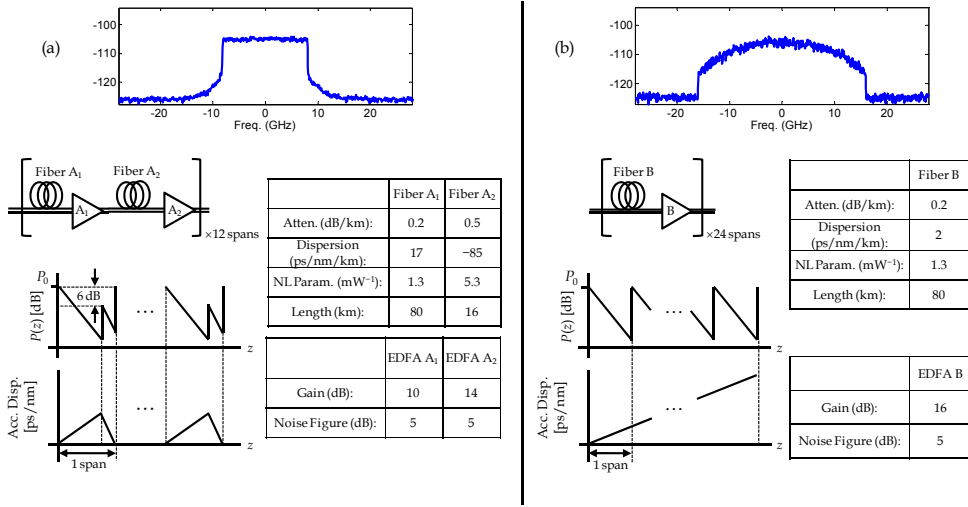 (a)
-100
-110
-120
-20 -10 0 10 20
Freq. (GHz)
Fiber A1 Fiber A2
A1 A2
×12 spans
P0
6 dB
P(z) [dB]
...
z
Acc. Disp.
[ps/nm]
...
z
1 span
Fiber A1 Fiber A2
Atten. (dB/km): 0.2 0.5
Dispersion
(ps/nm/km): 17 −85
NL Param. (mW⁻¹): 1.3 5.3
Length (km): 80 16
EDFA A1 EDFA A2
Gain (dB): 10 14
Noise Figure (dB): 5 5
(b)
-100
-110
-120
-20 -10 0 10 20
Freq. (GHz)
Fiber B
B
×24 spans
P0
P(z) [dB]
...
z
Acc. Disp.
[ps/nm]
...
z
1 span
Fiber B
Atten. (dB/km): 0.2
Dispersion
(ps/nm/km): 2
NL Param. (mW⁻¹): 1.3
Length (km): 80
EDFA B
Gain (dB): 16
Noise Figure (dB): 5